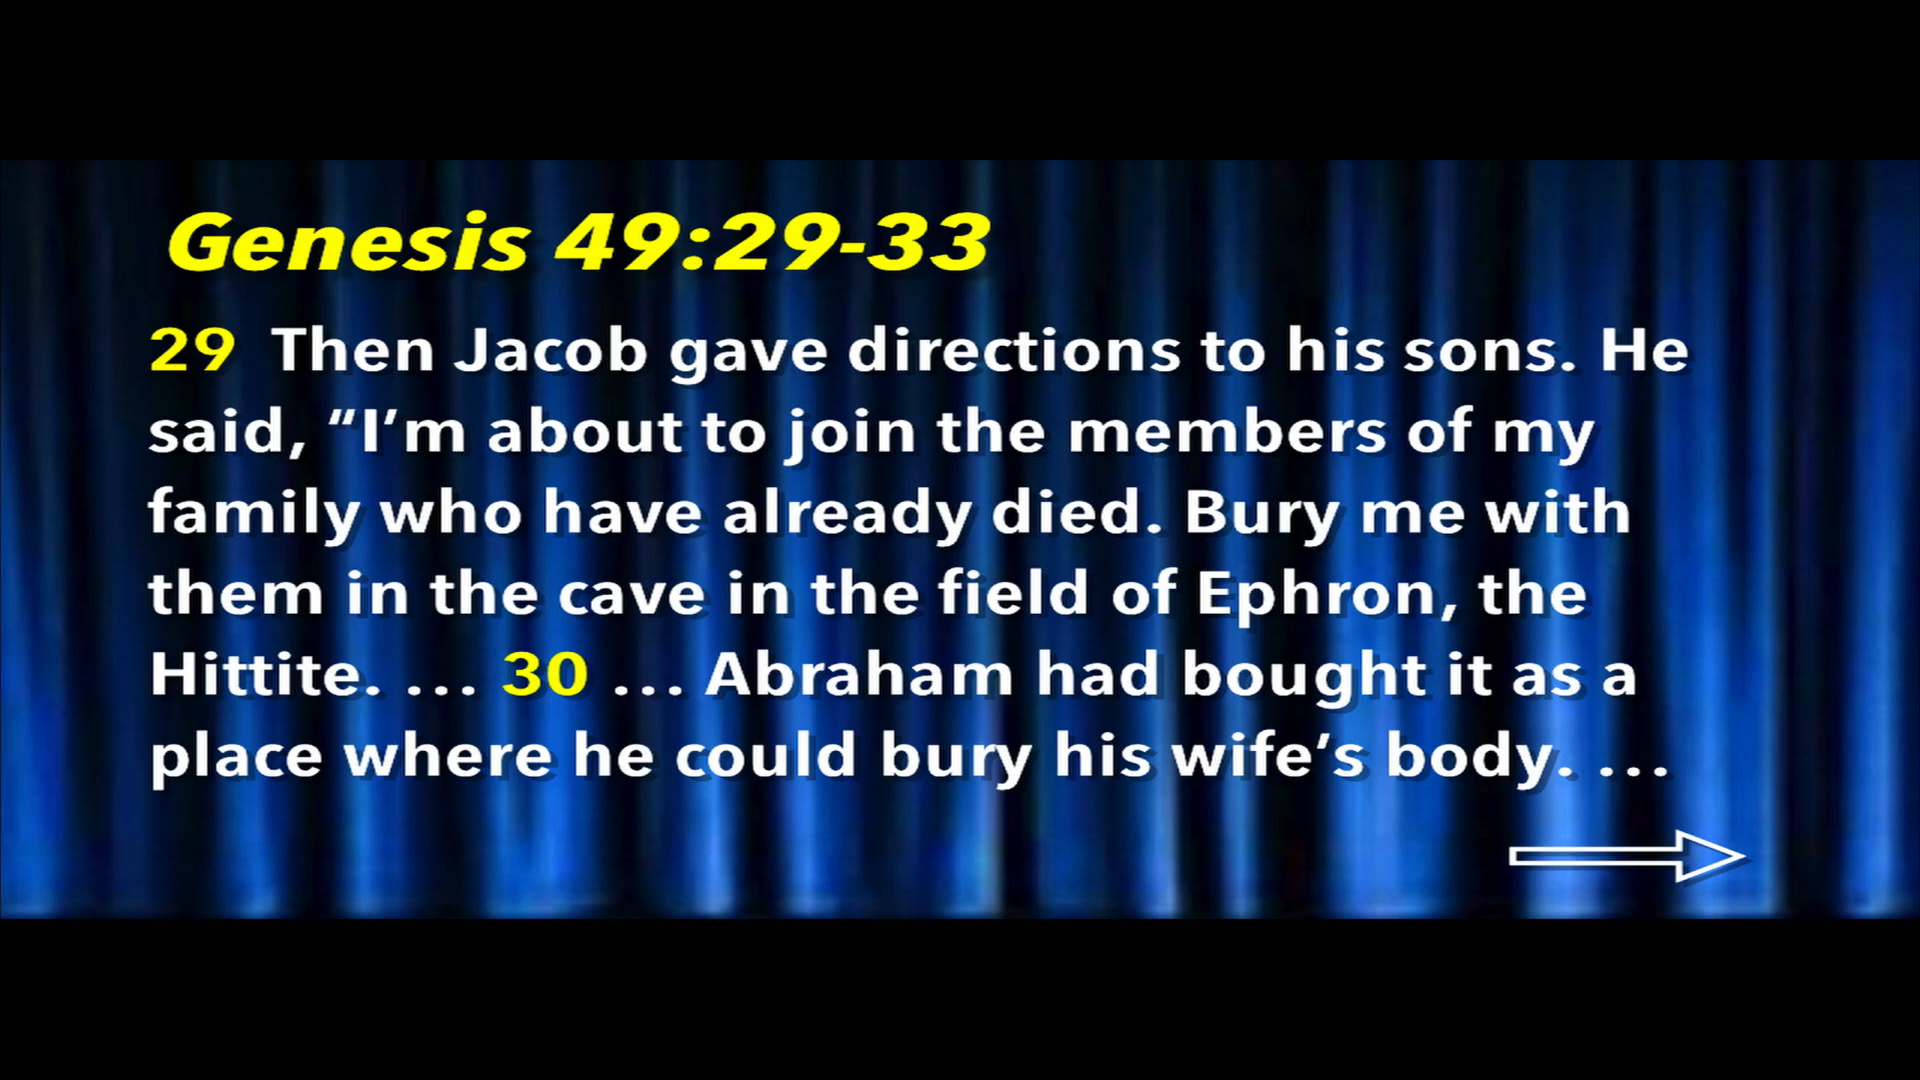 Genesis 49:29-33
29 Then Jacob gave directions to his sons. He
said, “I’m about to join the members of my
family who have already died. Bury me with
them in the cave in the field of Ephron, the
Hittite. ... 30 ... Abraham had bought it as a
place where he could bury his wife’s body. ...